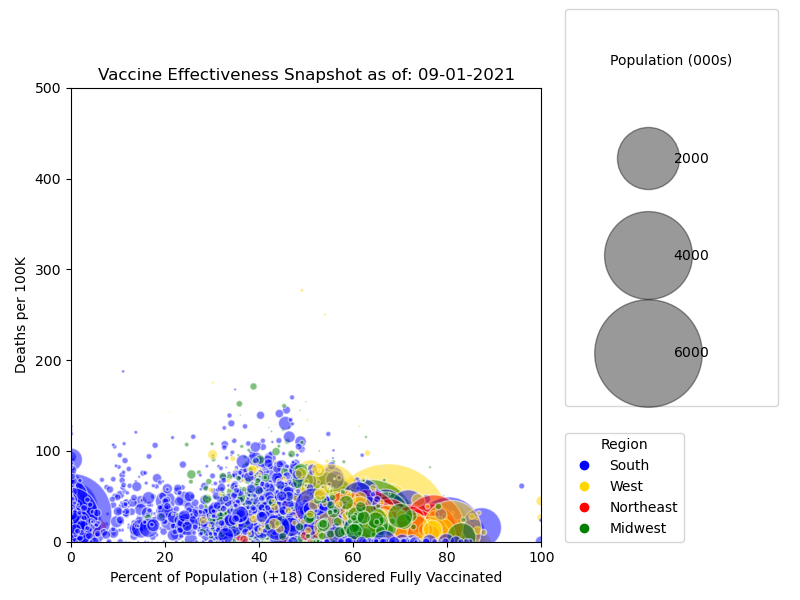 Vaccine Effectiveness Snapshot as of: 09-01-2021
Deaths per 100K
500
400
300
200
100
0
0 20 40 60 80 100
Percent of Population (+18) Considered Fully Vaccinated
Population (000s)
2000
4000
6000
Region
South
West
Northeast
Midwest